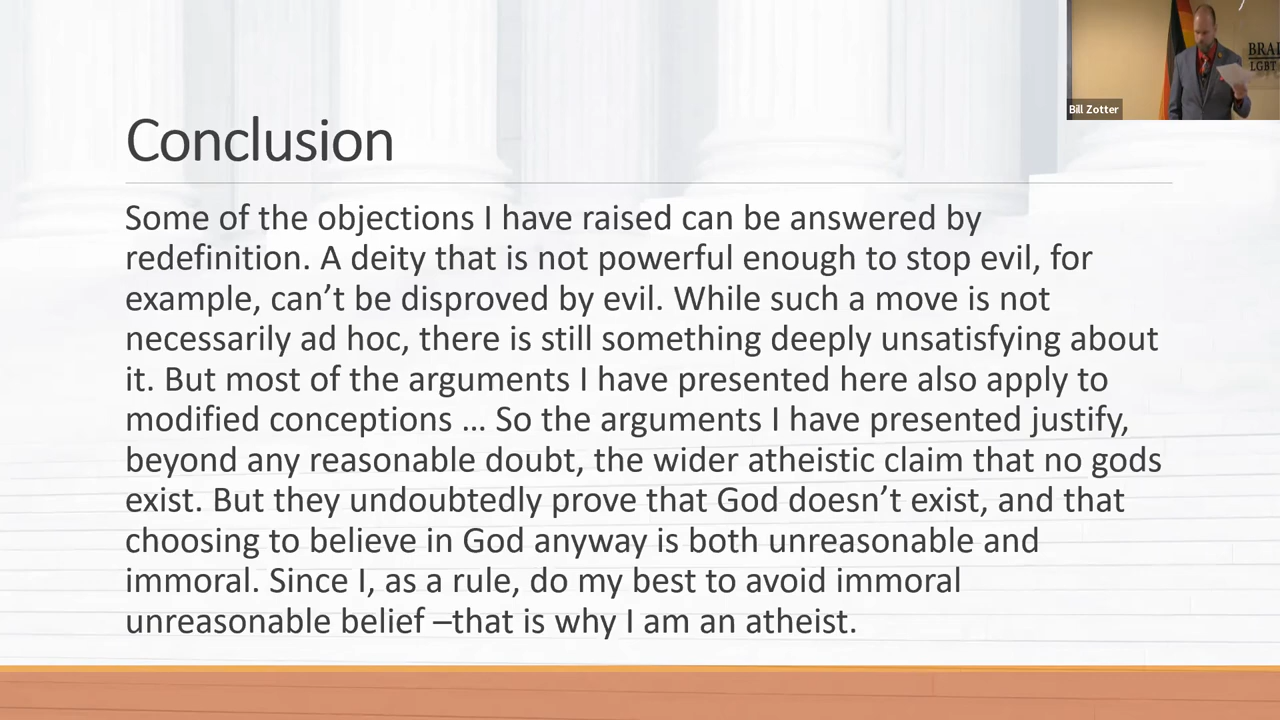 Conclusion
Some of the objections I have raised can be answered by
redefinition. A deity that is not powerful enough to stop evil, for
example, can’t be disproved by evil. While such a move is not
necessarily ad hoc, there is still something deeply unsatisfying about
it. But most of the arguments I have presented here also apply to
modified conceptions … So the arguments I have presented justify,
beyond any reasonable doubt, the wider atheistic claim that no gods
exist. But they undoubtedly prove that God doesn’t exist, and that
choosing to believe in God anyway is both unreasonable and
immoral. Since I, as a rule, do my best to avoid immoral
unreasonable belief –that is why I am an atheist.
Bill Zotter
LGBT